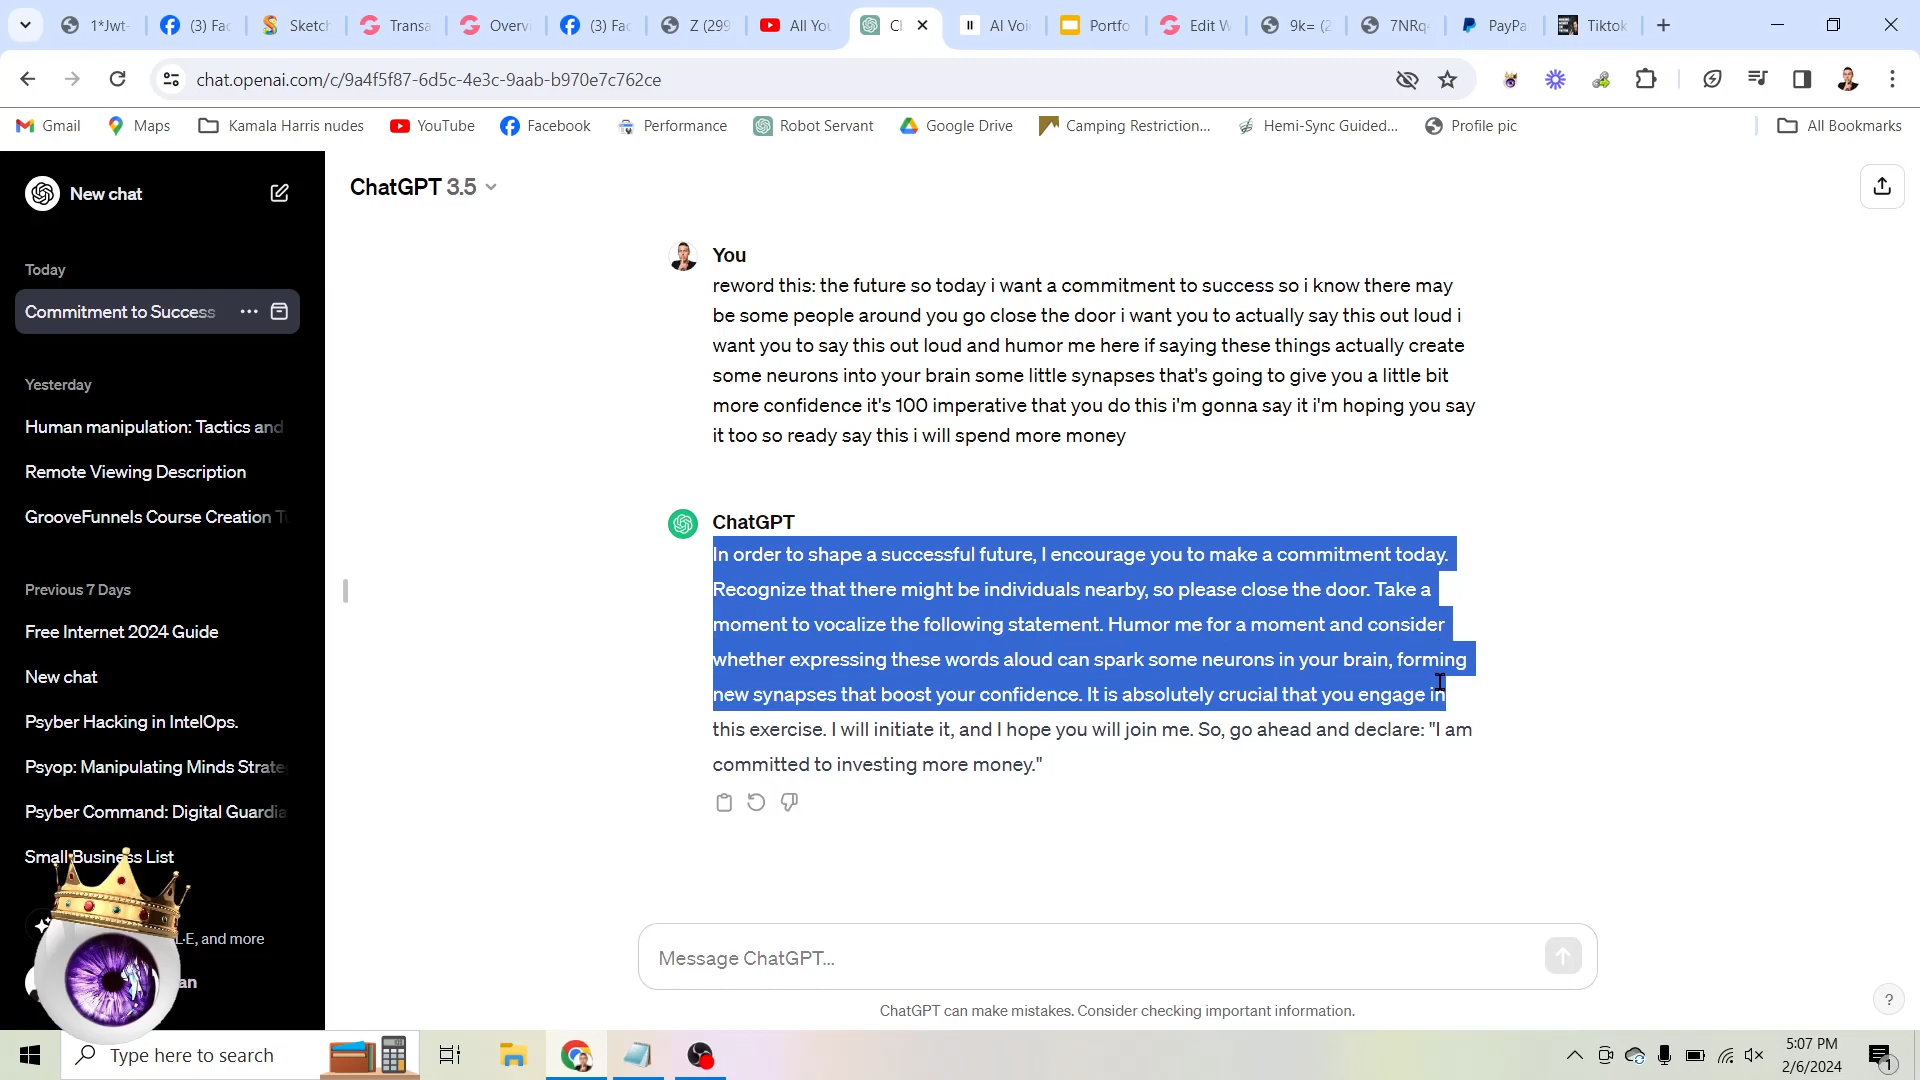 1*Jwt-
(3) Fac
Sketch
Transa
Overv
(3) Fac
Z (299
All You
AI Voi
Portfo
Edit W
9k= (2
7NRq
PayPa
Tiktok
chat.openai.com/c/9a4f5f87-6d5c-4e3c-9aab-b970e7c762ce
Gmail
Maps
Kamala Harris nudes
YouTube
Facebook
Performance
Robot Servant
Google Drive
Camping Restriction...
Hemi-Sync Guided...
Profile pic
All Bookmarks
New chat
ChatGPT 3.5
Today
Commitment to Success
Yesterday
Human manipulation: Tactics and
Remote Viewing Description
GrooveFunnels Course Creation
Previous 7 Days
Free Internet 2024 Guide
New chat
Psyber Hacking in IntelOps.
Psyop: Manipulating Minds Strate
Psyber Command: Digital Guardia
Small Business List
L·E, and more
an
You
reword this: the future so today i want a commitment to success so i know there may
be some people around you go close the door i want you to actually say this out loud i
want you to say this out loud and humor me here if saying these things actually create
some neurons into your brain some little synapses that's going to give you a little bit
more confidence it's 100 imperative that you do this i'm gonna say it i'm hoping you say
it too so ready say this i will spend more money
ChatGPT
In order to shape a successful future, I encourage you to make a commitment today.
Recognize that there might be individuals nearby, so please close the door. Take a
moment to vocalize the following statement. Humor me for a moment and consider
whether expressing these words aloud can spark some neurons in your brain, forming
new synapses that boost your confidence. It is absolutely crucial that you engage in
this exercise. I will initiate it, and I hope you will join me. So, go ahead and declare: "I am
committed to investing more money."
Message ChatGPT...
ChatGPT can make mistakes. Consider checking important information.
?
Type here to search
5:07 PM
2/6/2024
1